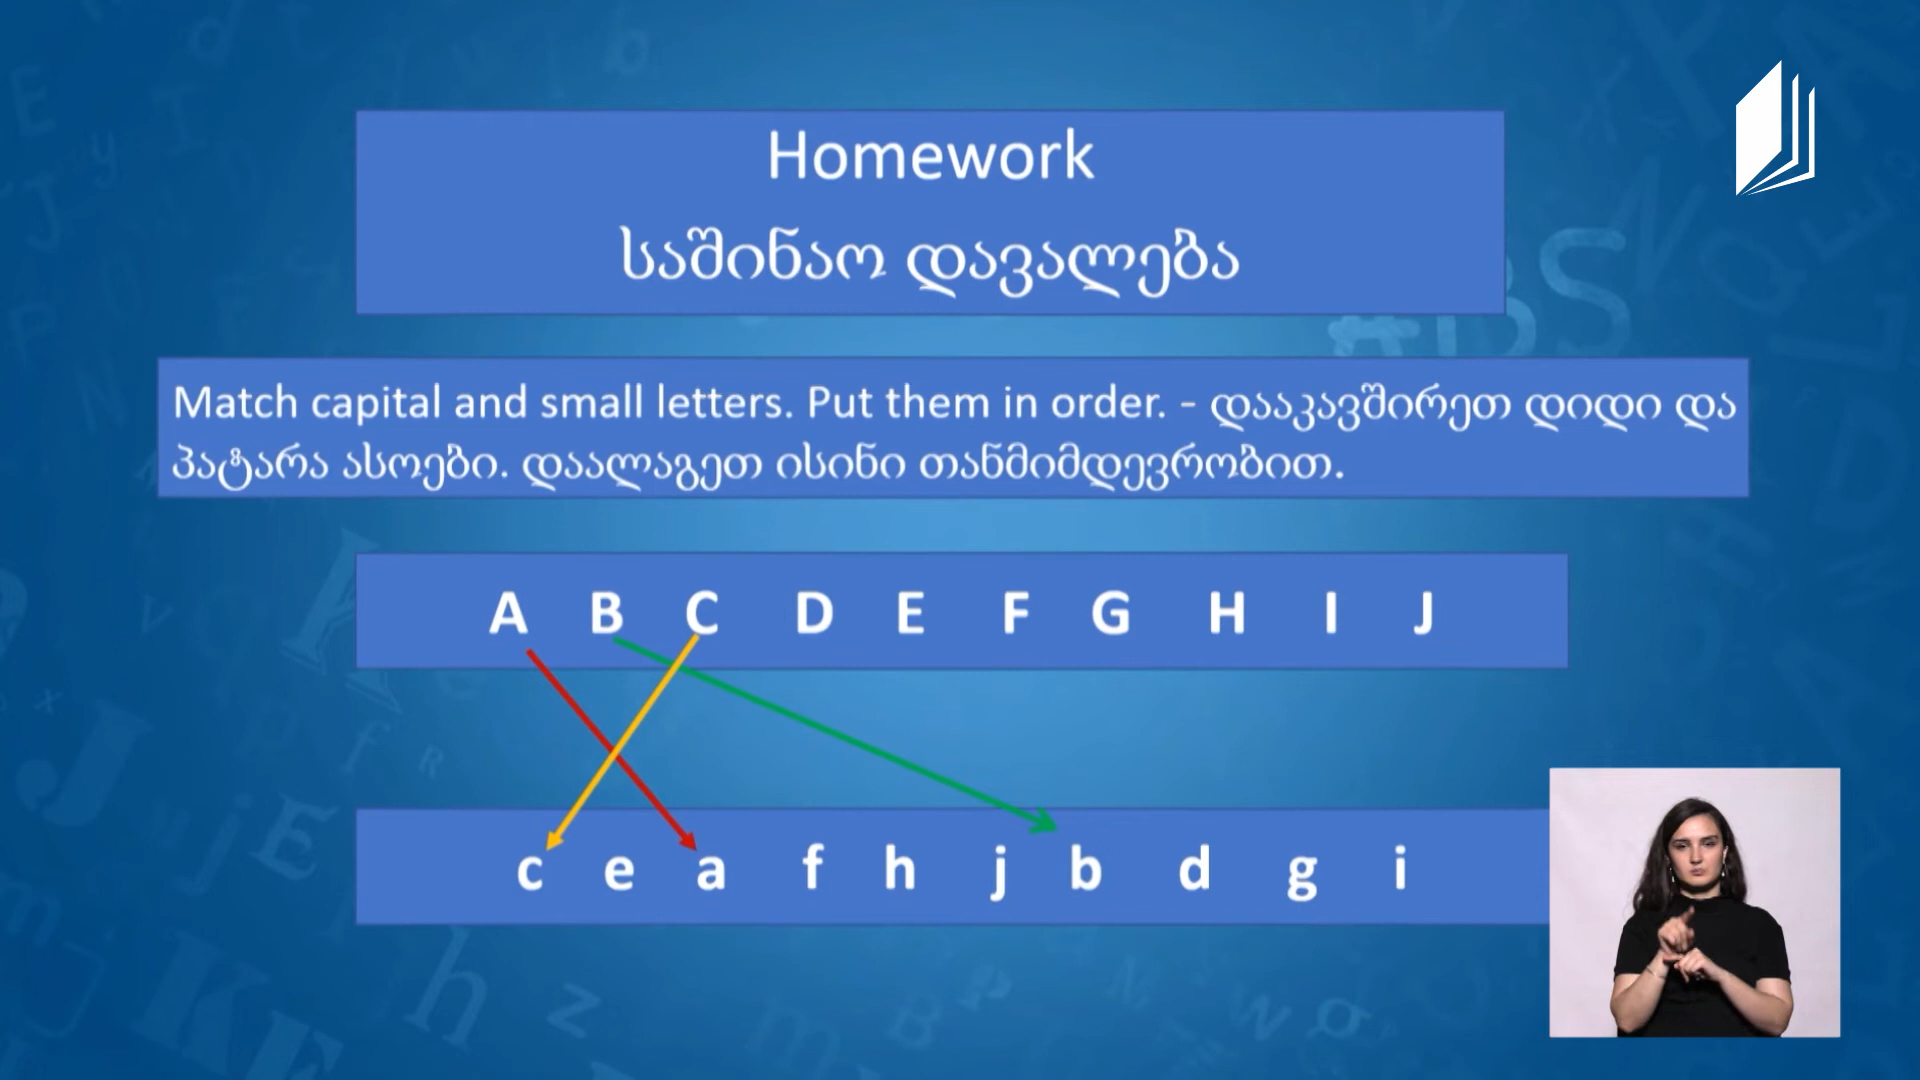 Homework
საშინაო დავალება
Match capital and small letters. Put them in order. - დააკავშირეთ დიდი და
პატარა ასოები. დაალაგეთ ისინი თანმიმდევრობით.
A B C D E F G H I J
c e a f h j b d g i